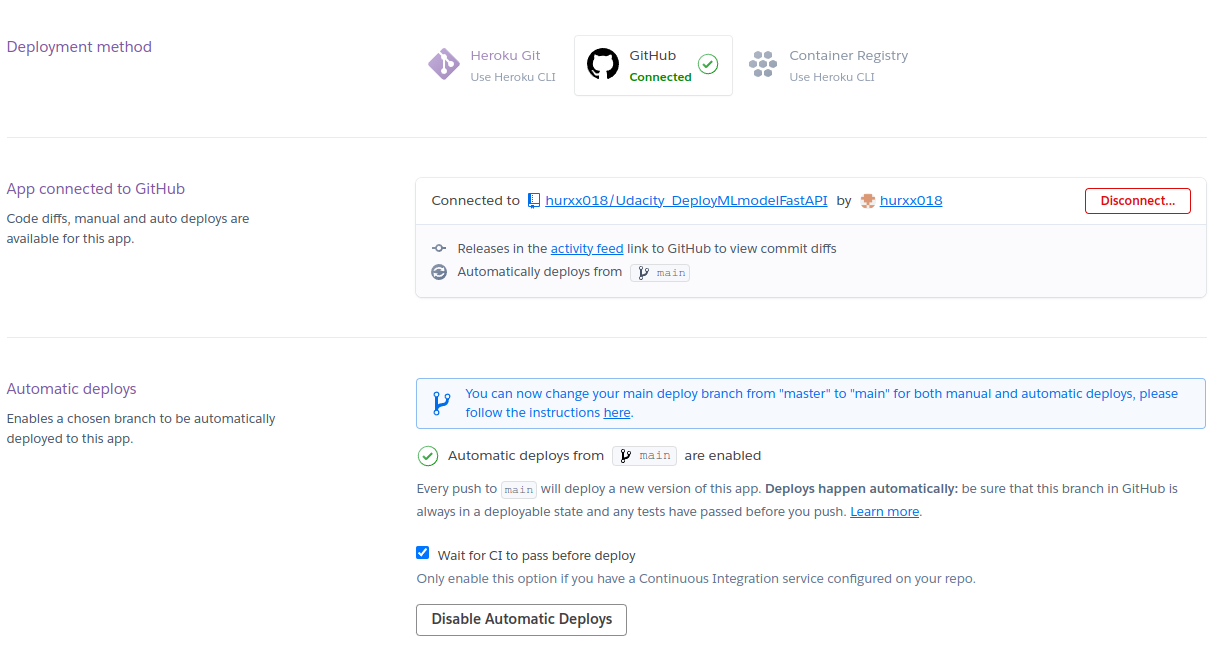 Deployment method
Heroku Git
Use Heroku CLI
GitHub
Connected
Container Registry
Use Heroku CLI
App connected to GitHub
Code diffs, manual and auto deploys are
available for this app.
Connected to hurxx018/Udacity_DeployMLmodelFastAPI by hurxx018
Disconnect...
Releases in the activity feed link to GitHub to view commit diffs
Automatically deploys from main
Automatic deploys
Enables a chosen branch to be automatically
deployed to this app.
You can now change your main deploy branch from "master" to "main" for both manual and automatic deploys, please
follow the instructions here.
Automatic deploys from main are enabled
Every push to main will deploy a new version of this app. Deploys happen automatically: be sure that this branch in GitHub is
always in a deployable state and any tests have passed before you push. Learn more.
Wait for CI to pass before deploy
Only enable this option if you have a Continuous Integration service configured on your repo.
Disable Automatic Deploys